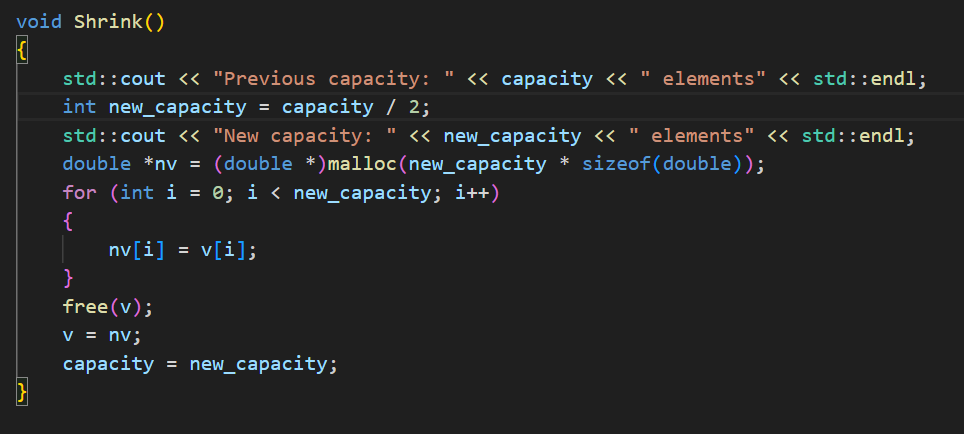 void Shrink()
{
    std::cout << "Previous capacity: " << capacity << " elements" << std::endl;
    int new_capacity = capacity / 2;
    std::cout << "New capacity: " << new_capacity << " elements" << std::endl;
    double *nv = (double *)malloc(new_capacity * sizeof(double));
    for (int i = 0; i < new_capacity; i++)
    {
        nv[i] = v[i];
    }
    free(v);
    v = nv;
    capacity = new_capacity;
}